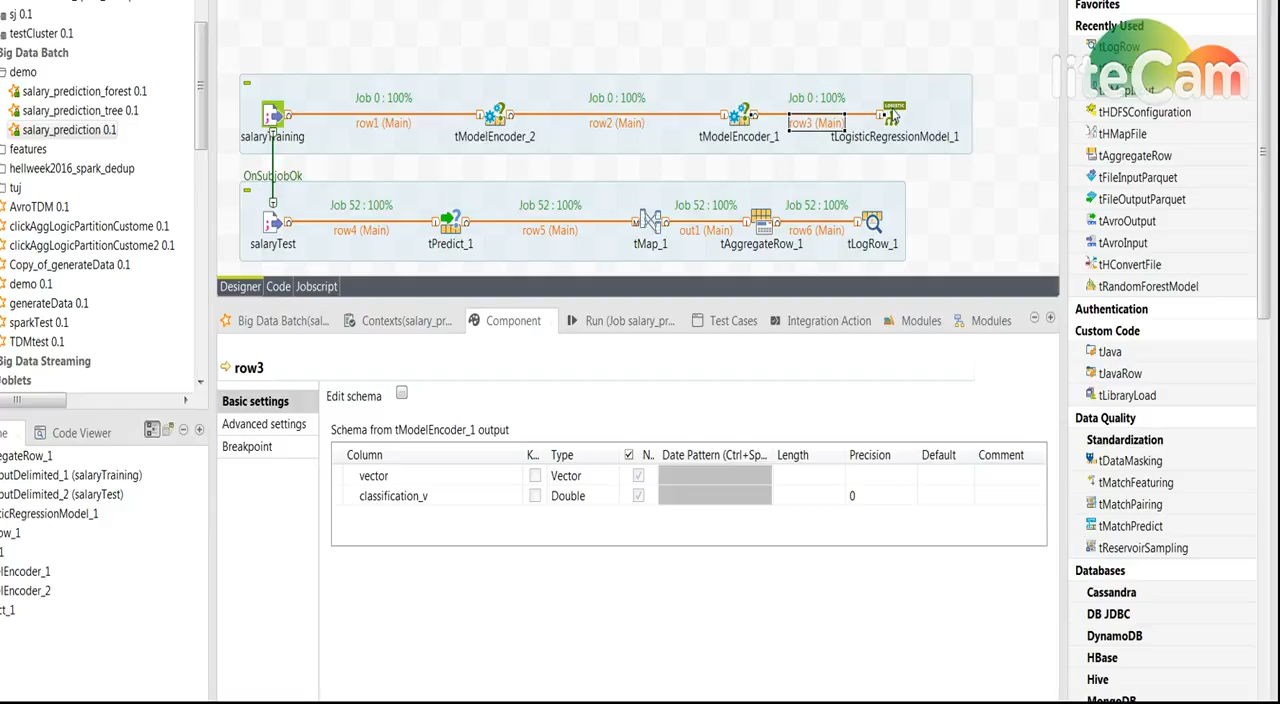 sj 0.1
testCluster 0.1
Big Data Batch
demo
salary_prediction_forest 0.1
salary_prediction_tree 0.1
salary_prediction 0.1
features
hellweek2016_spark_dedup
tuj
AvroTDM 0.1
clickAggLogicPartitionCustome 0.1
clickAggLogicPartitionCustome2 0.1
Copy_of_generateData 0.1
demo 0.1
generateData 0.1
sparkTest 0.1
TDMtest 0.1
Big Data Streaming
Joblets
Code Viewer
egateRow_1
nputDelimited_1 (salaryTraining)
nputDelimited_2 (salaryTest)
ticRegressionModel_1
ow_1
1
lEncoder_1
lEncoder_2
ct_1
Job 0 : 100%
Job 0 : 100%
Job 0 : 100%
row1 (Main)
row2 (Main)
row3 (Main)
salaryTraining
tModelEncoder_2
tModelEncoder_1
tLogisticRegressionModel_1
LOGISTIC
OnSubjobOk
Job 52 : 100%
Job 52 : 100%
Job 52 : 100%
Job 52 : 100%
row4 (Main)
row5 (Main)
out1 (Main)
row6 (Main)
salaryTest
tPredict_1
tMap_1
tAggregateRow_1
tLogRow_1
Designer
Code
Jobscript
Big Data Batch(sal...
Contexts(salary_pr...
Component
Run (Job salary_pr...
Test Cases
Integration Action
Modules
Modules
row3
Basic settings
Advanced settings
Breakpoint
Edit schema
Schema from tModelEncoder_1 output
Column K... Type N.. Date Pattern (Ctrl+Sp... Length Precision Default Comment
vector Vector
classification_v Double 0
Favorites
Recently Used
tLogRow
liteCam
tHDFSConfiguration
tHMapFile
tAggregateRow
tFileInputParquet
tFileOutputParquet
tAvroOutput
tAvroInput
tHConvertFile
tRandomForestModel
Authentication
Custom Code
tJava
tJavaRow
tLibraryLoad
Data Quality
Standardization
tDataMasking
tMatchFeaturing
tMatchPairing
tMatchPredict
tReservoirSampling
Databases
Cassandra
DB JDBC
DynamoDB
HBase
Hive
MongoDB